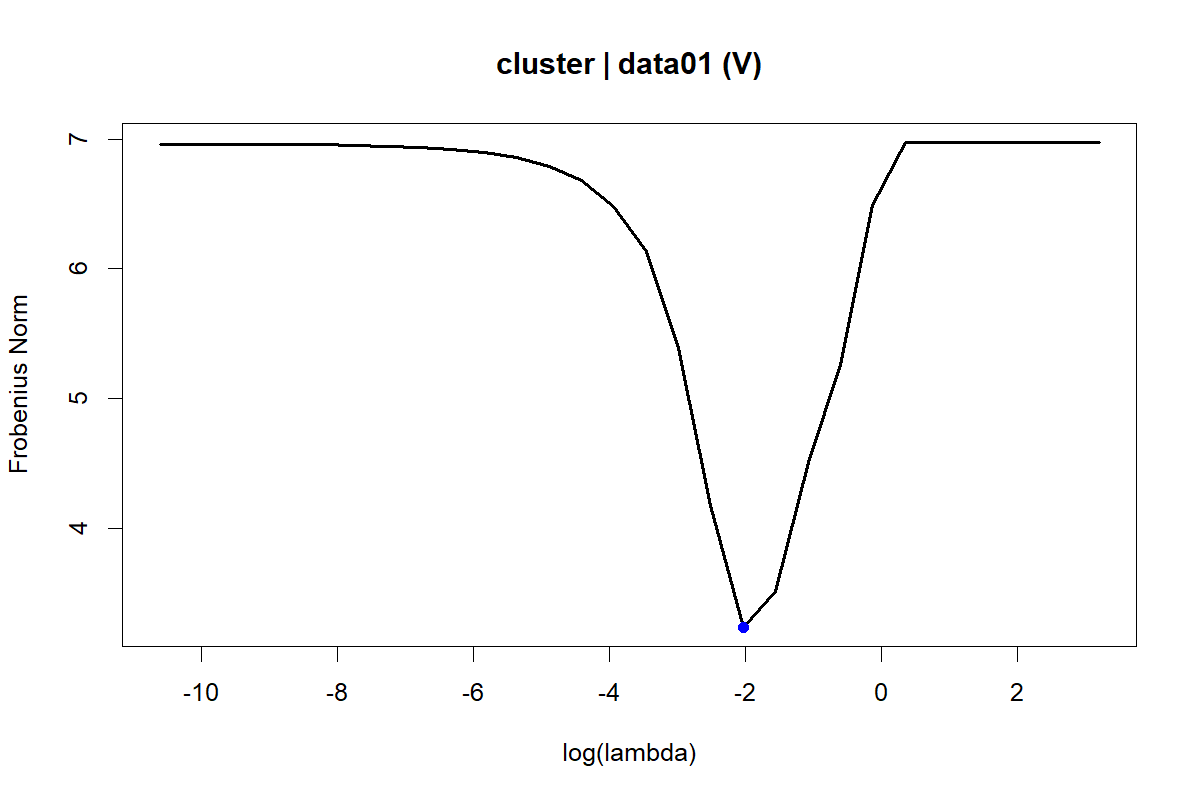 cluster | data01 (V)
Frobenius Norm
7
6
5
4
-10 -8 -6 -4 -2 0 2
log(lambda)